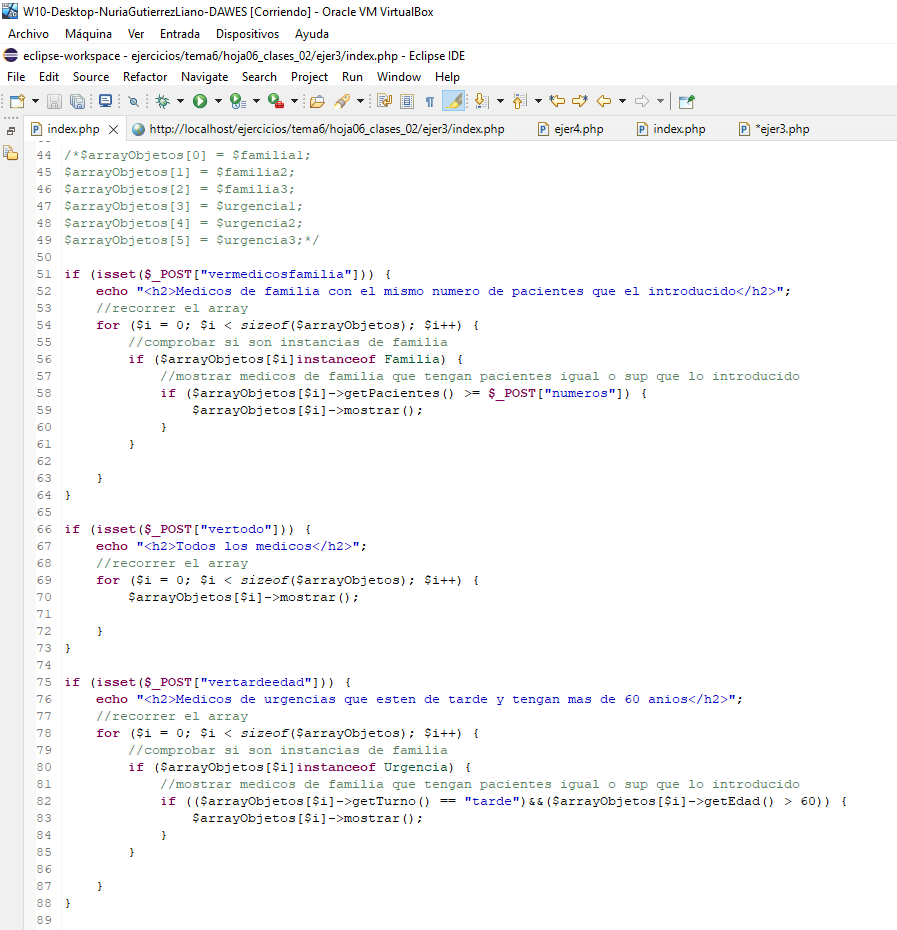 W10-Desktop-NuriaGutierrezLiano-DAWES [Corriendo] - Oracle VM VirtualBox
Archivo Máquina Ver Entrada Dispositivos Ayuda
eclipse-workspace - ejercicios/tema6/hoja06_clases_02/ejer3/index.php - Eclipse IDE
File Edit Source Refactor Navigate Search Project Run Window Help
index.php http://localhost/ejercicios/tema6/hoja06_clases_02/ejer3/index.php ejer4.php index.php *ejer3.php
44 /*$arrayObjetos[0] = $familia1;
45 $arrayObjetos[1] = $familia2;
46 $arrayObjetos[2] = $familia3;
47 $arrayObjetos[3] = $urgencia1;
48 $arrayObjetos[4] = $urgencia2;
49 $arrayObjetos[5] = $urgencia3;*/
50
51 if (isset($_POST["vermedicosfamilia"])) {
52 echo "<h2>Medicos de familia con el mismo numero de pacientes que el introducido</h2>";
53 //recorrer el array
54 for ($i = 0; $i < sizeof($arrayObjetos); $i++) {
55 //comprobar si son instancias de familia
56 if ($arrayObjetos[$i]instanceof Familia) {
57 //mostrar medicos de familia que tengan pacientes igual o sup que lo introducido
58 if ($arrayObjetos[$i]->getPacientes() >= $_POST["numeros"]) {
59 $arrayObjetos[$i]->mostrar();
60 }
61 }
62
63 }
64 }
65
66 if (isset($_POST["vertodo"])) {
67 echo "<h2>Todos los medicos</h2>";
68 //recorrer el array
69 for ($i = 0; $i < sizeof($arrayObjetos); $i++) {
70 $arrayObjetos[$i]->mostrar();
71
72 }
73 }
74
75 if (isset($_POST["vertardeedad"])) {
76 echo "<h2>Medicos de urgencias que esten de tarde y tengan mas de 60 anios</h2>";
77 //recorrer el array
78 for ($i = 0; $i < sizeof($arrayObjetos); $i++) {
79 //comprobar si son instancias de familia
80 if ($arrayObjetos[$i]instanceof Urgencia) {
81 //mostrar medicos de familia que tengan pacientes igual o sup que lo introducido
82 if (($arrayObjetos[$i]->getTurno() == "tarde")&&($arrayObjetos[$i]->getEdad() > 60)) {
83 $arrayObjetos[$i]->mostrar();
84 }
85 }
86
87 }
88 }
89